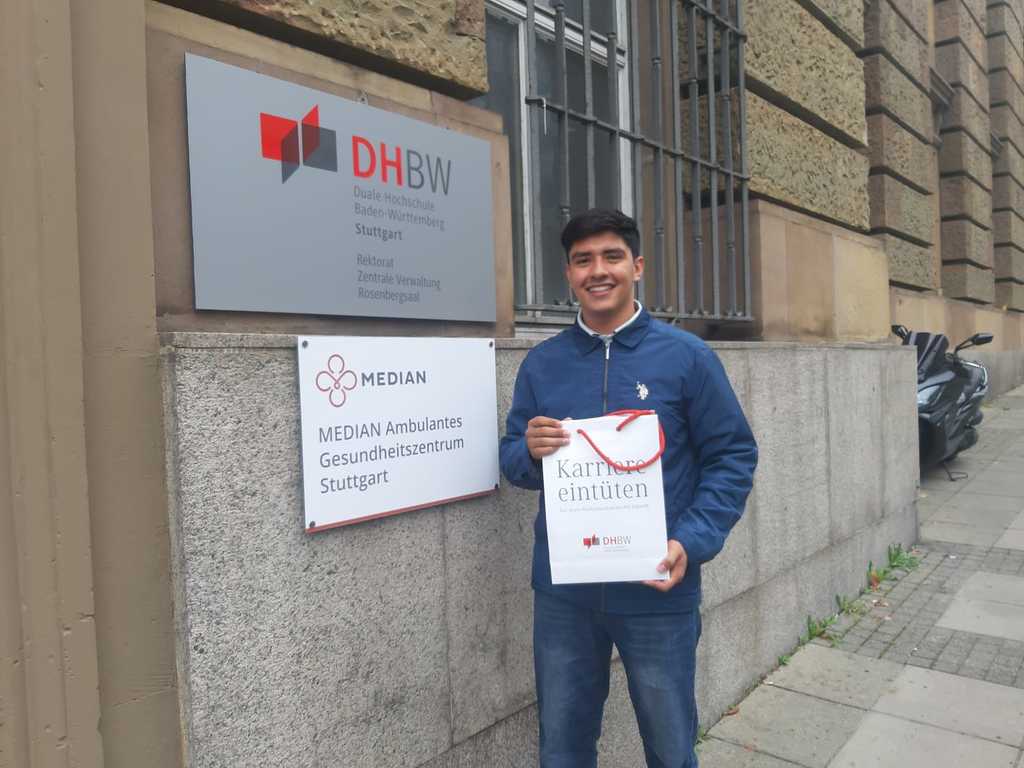 DHBW
Duale Hochschule
Baden-Württemberg
Stuttgart
Rektorat
Zentrale Verwaltung
Rosenbergsaal
MEDIAN
MEDIAN Ambulantes
Gesundheitszentrum
Stuttgart
Karriere
eintüten
DHBW